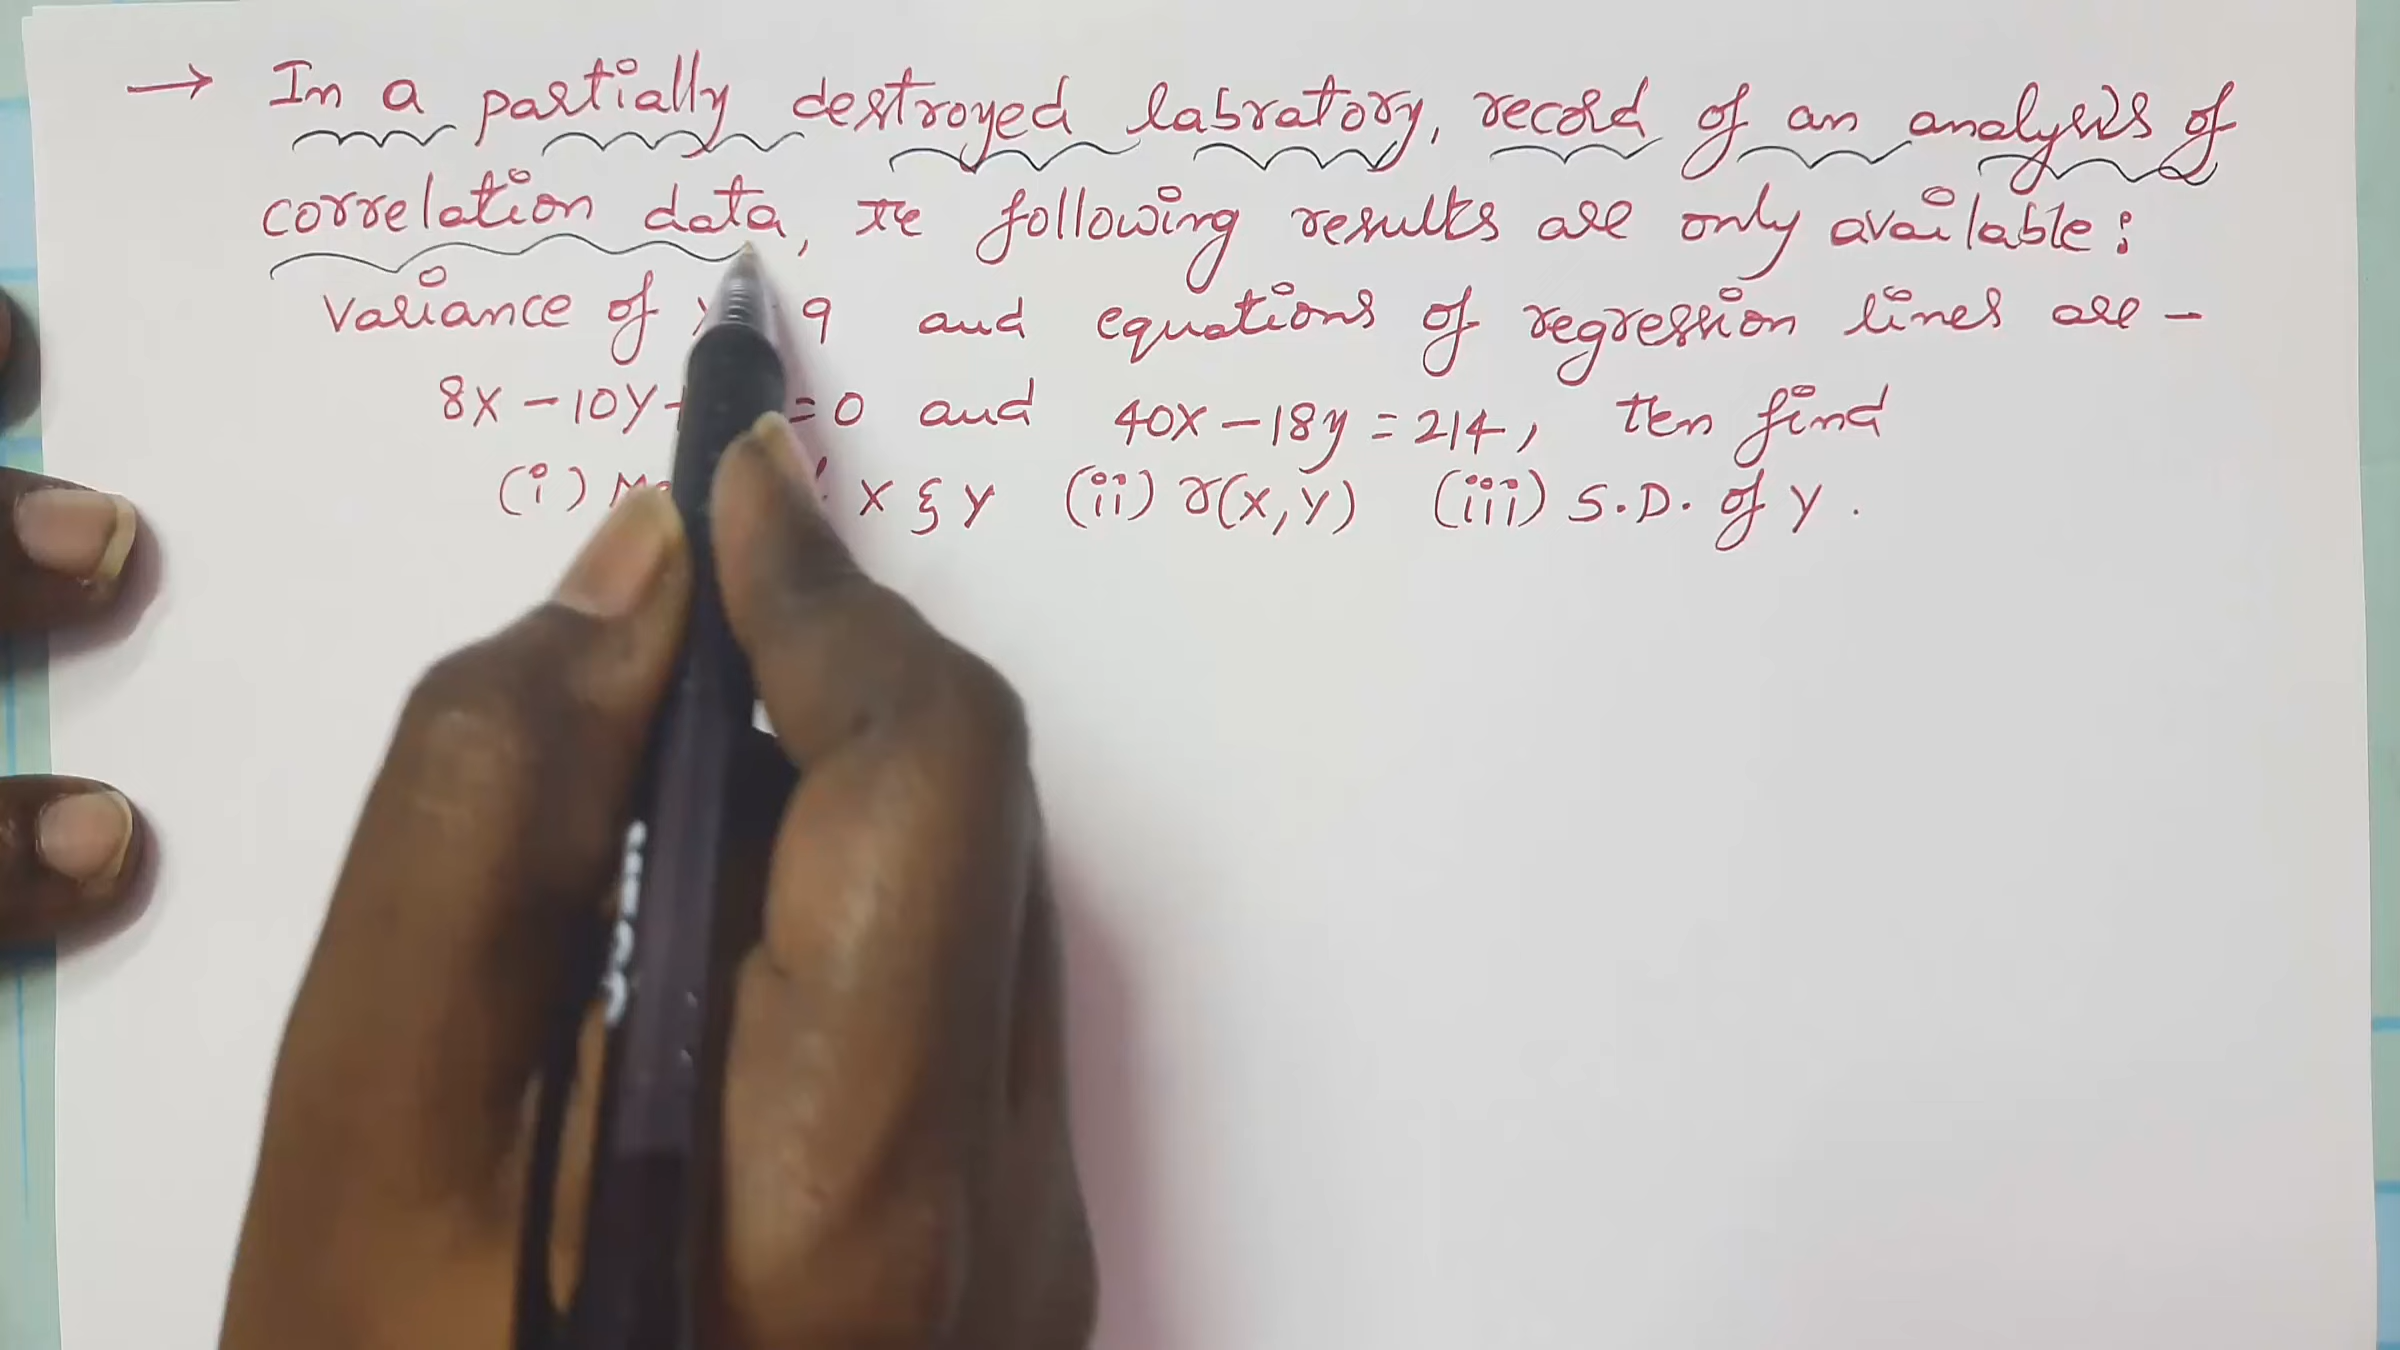 → In a partially destroyed labratory, record of an analysis of
correlation data, the following results are only available:
Variance of 9 and equations of regression lines are -
8X - 10Y + = 0 and 40X - 18y = 214, then find
(i) X & Y (ii) r(X, Y) (iii) S.D. of Y.